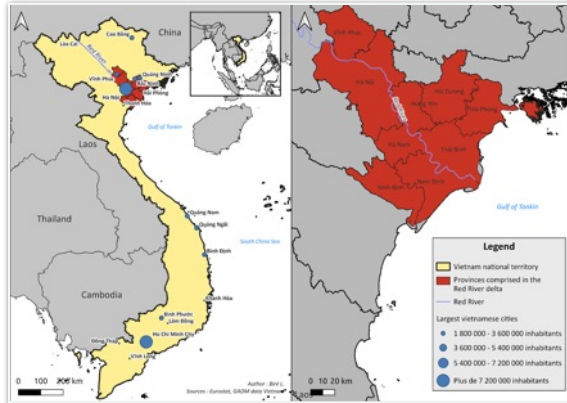 China
Cao Bằng
Lào Cai
Red River
Vĩnh Phúc
Quảng Ninh
Hà Nội
Hải Phòng
Thanh Hóa
Gulf of Tonkin
Laos
Thailand
Quảng Nam
Quảng Ngãi
South China Sea
Bình Định
Cambodia
Khánh Hòa
Bình Phước
Lâm Đồng
Ho Chi Minh City
Đồng Tháp
Vĩnh Long
0 100 200 km
Author : Biré L.
Sources : Eurostat, GADM data Vietnam
Vĩnh Phúc
Hà Nội
Hải Dương
Hưng Yên
Hải Phòng
Hà Nam
Thái Bình
Nam Định
Ninh Bình
Gulf of Tonkin
Legend
Vietnam national territory
Provinces comprised in the
Red River delta
Red River
Largest vietnamese cities
1 800 000 - 3 600 000 inhabitants
3 600 000 - 5 400 000 inhabitants
5 400 000 - 7 200 000 inhabitants
Plus de 7 200 000 inhabitants
0 10 20 km
Laos